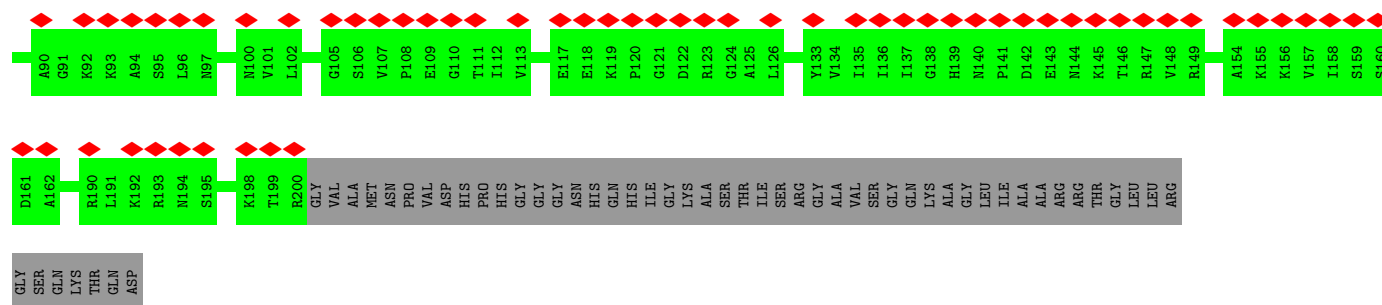 A90 G91 K92 K93 A94 S95 L96 N97 N100 V101 L102 G105 S106 V107 P108 E109 G110 T111 I112 V113 E117 E118 K119 P120 G121 D122 R123 G124 A125 L126 Y133 V134 I135 I136 I137 G138 H139 N140 P141 D142 E143 N144 K145 T146 R147 V148 R149 A154 K155 K156 V157 I158 S159 S160
D161 A162 R190 L191 K192 R193 N194 S195 K198 T199 R200 GLY VAL ALA MET ASN PRO VAL ASP HIS PRO HIS GLY GLY GLY ASN HIS GLN HIS ILE GLY LYS ALA SER THR ILE SER ARG GLY ALA VAL SER GLY GLN LYS ALA GLY LEU ILE ALA ALA ARG ARG THR GLY LEU LEU ARG
GLY SER GLN LYS THR GLN ASP